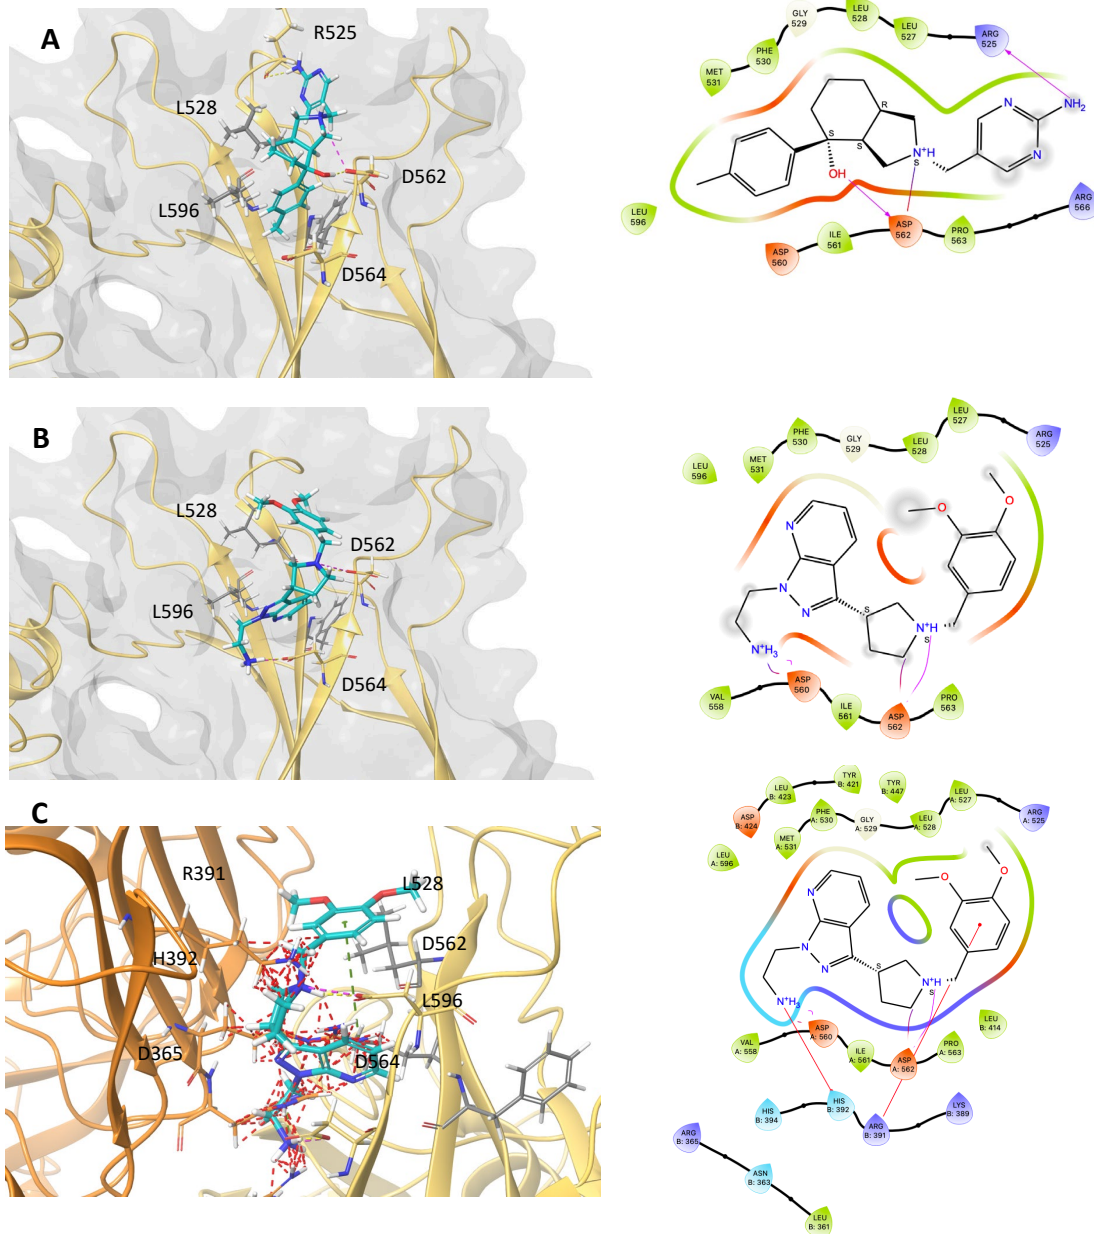 A
R525
L528
L596
D562
D564
GLY
529
LEU
528
LEU
527
ARG
525
PHE
530
MET
531
R
S
S
OH
N⁺H
S
N
N
NH₂
LEU
596
ASP
560
ILE
561
ASP
562
PRO
563
ARG
566
B
L528
D562
L596
D564
LEU
596
MET
531
PHE
530
GLY
529
LEU
528
LEU
527
ARG
525
N
N
N
S
N⁺H
S
O
O
N⁺H₃
VAL
558
ASP
560
ILE
561
ASP
562
PRO
563
C
R391
H392
D365
L528
D562
L596
D564
ASP
B: 424
LEU
B: 423
TYR
B: 421
TYR
B: 447
LEU
A: 527
ARG
A: 525
LEU
A: 596
MET
A: 531
PHE
A: 530
GLY
A: 529
LEU
A: 528
N
N
N
S
N⁺H
S
O
O
N⁺H₃
VAL
A: 558
ASP
A: 560
ILE
A: 561
ASP
A: 562
PRO
A: 563
LEU
B: 414
HIS
B: 394
HIS
B: 392
ARG
B: 391
LYS
B: 389
ARG
B: 365
ASN
B: 363
LEU
B: 361